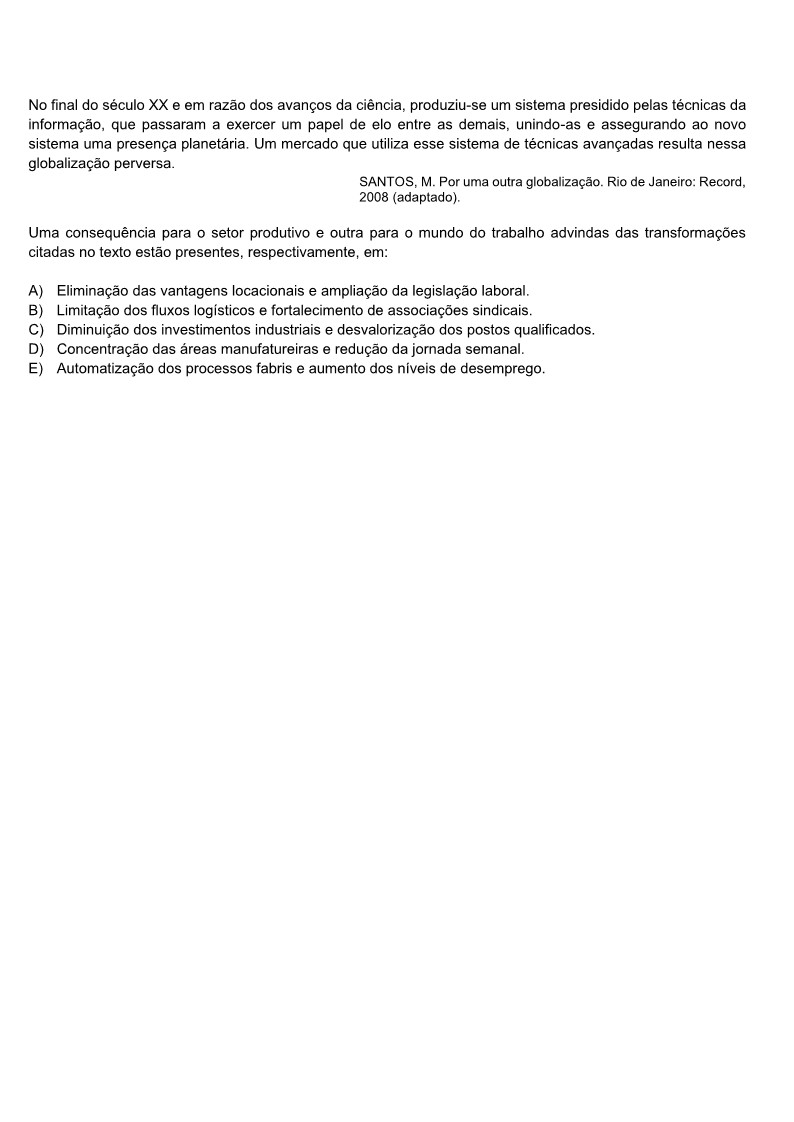 No final do século XX e em razão dos avanços da ciência, produziu-se um sistema presidido pelas técnicas da
informação, que passaram a exercer um papel de elo entre as demais, unindo-as e assegurando ao novo
sistema uma presença planetária. Um mercado que utiliza esse sistema de técnicas avançadas resulta nessa
globalização perversa.
SANTOS, M. Por uma outra globalização. Rio de Janeiro: Record,
2008 (adaptado).
Uma consequência para o setor produtivo e outra para o mundo do trabalho advindas das transformações
citadas no texto estão presentes, respectivamente, em:
A) Eliminação das vantagens locacionais e ampliação da legislação laboral.
B) Limitação dos fluxos logísticos e fortalecimento de associações sindicais.
C) Diminuição dos investimentos industriais e desvalorização dos postos qualificados.
D) Concentração das áreas manufatureiras e redução da jornada semanal.
E) Automatização dos processos fabris e aumento dos níveis de desemprego.